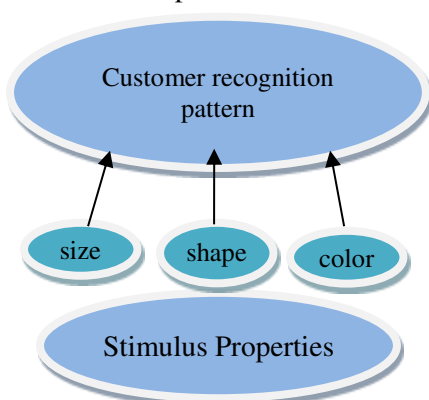 Customer recognition
pattern
size
shape
color
Stimulus Properties